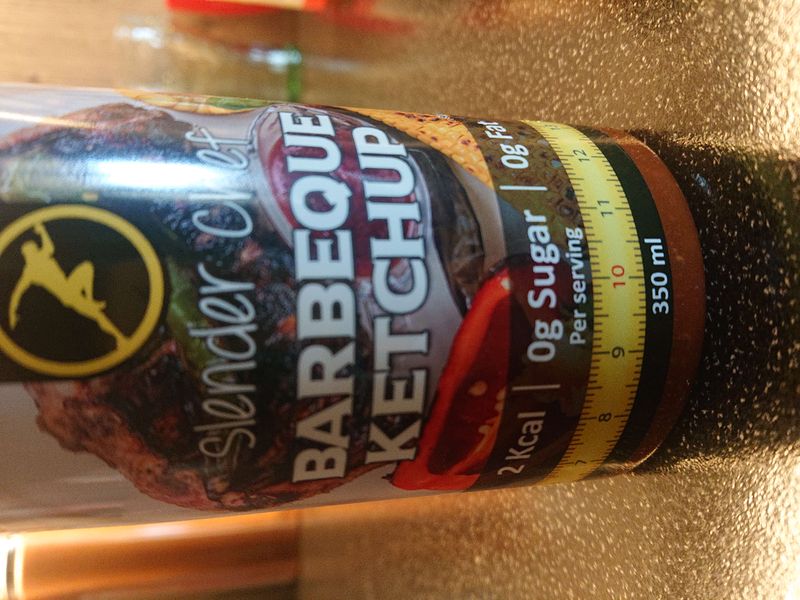 slender chef
BARBEQUE
KETCHUP
2 Kcal | 0g Sugar | 0g Fat
Per serving
7 8 9 10 11 12 13
350 ml